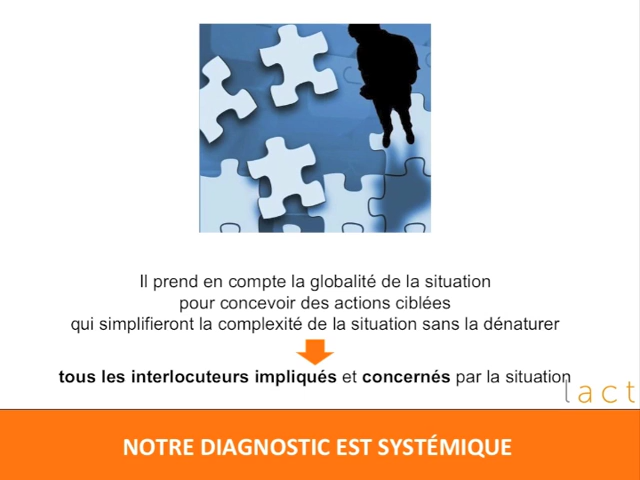 Il prend en compte la globalité de la situation
pour concevoir des actions ciblées
qui simplifieront la complexité de la situation sans la dénaturer
tous les interlocuteurs impliqués et concernés par la situation
lact
NOTRE DIAGNOSTIC EST SYSTÉMIQUE